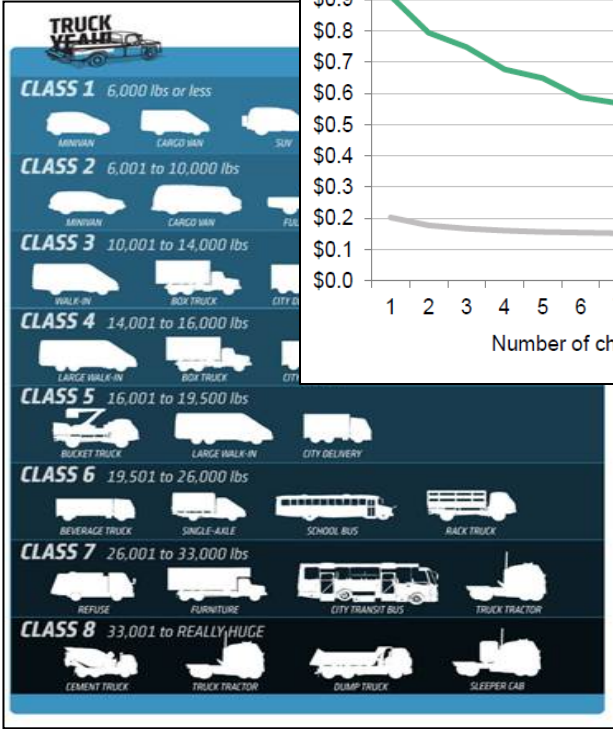 TRUCK
YEAH!
CLASS 1 6,000 lbs or less
MINIVAN CARGO VAN SUV
CLASS 2 6,001 to 10,000 lbs
MINIVAN CARGO VAN FUL
CLASS 3 10,001 to 14,000 lbs
WALK-IN BOX TRUCK CITY D
CLASS 4 14,001 to 16,000 lbs
LARGE WALK-IN BOX TRUCK CITY
CLASS 5 16,001 to 19,500 lbs
BUCKET TRUCK LARGE WALK-IN CITY DELIVERY
CLASS 6 19,501 to 26,000 lbs
BEVERAGE TRUCK SINGLE-AXLE SCHOOL BUS RACK TRUCK
CLASS 7 26,001 to 33,000 lbs
REFUSE FURNITURE CITY TRANSIT BUS TRUCK TRACTOR
CLASS 8 33,001 to REALLY HUGE
CEMENT TRUCK TRUCK TRACTOR DUMP TRUCK SLEEPER CAB
$0.9
$0.8
$0.7
$0.6
$0.5
$0.4
$0.3
$0.2
$0.1
$0.0
1 2 3 4 5 6
Number of ch